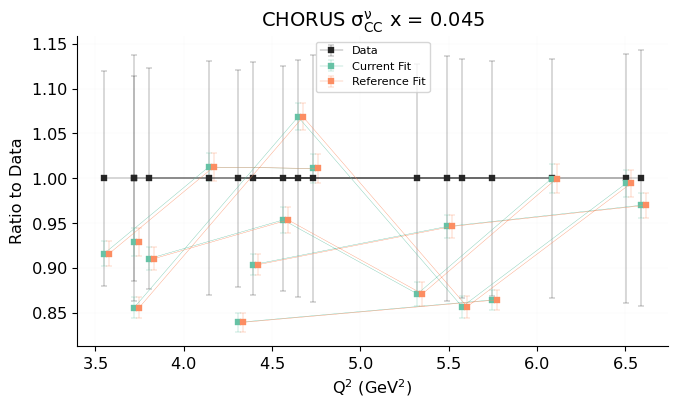 CHORUS σ^ν_CC x = 0.045
Data
Current Fit
Reference Fit
Ratio to Data
1.15
1.10
1.05
1.00
0.95
0.90
0.85
3.5 4.0 4.5 5.0 5.5 6.0 6.5
Q² (GeV²)